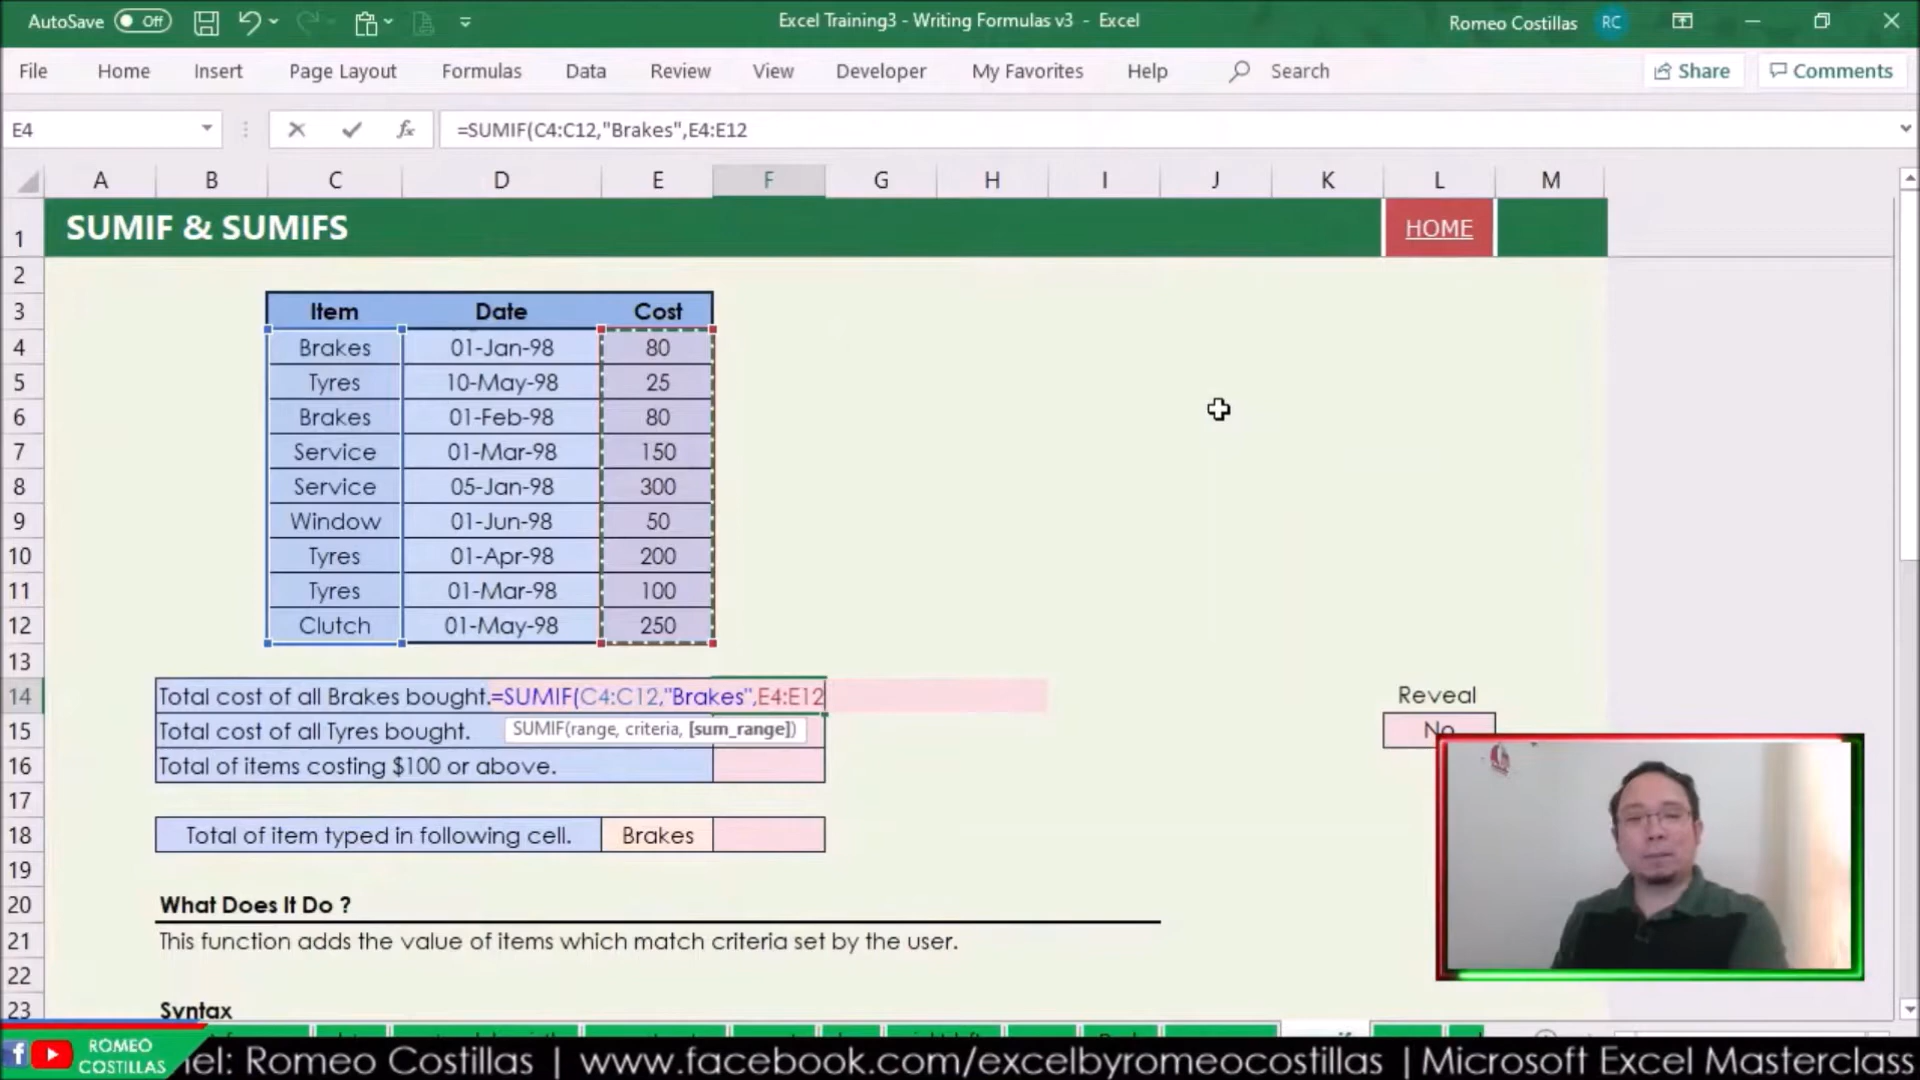 AutoSave Off Excel Training3 - Writing Formulas v3 - Excel Romeo Costillas RC
File Home Insert Page Layout Formulas Data Review View Developer My Favorites Help Search Share Comments
E4 fx =SUMIF(C4:C12,"Brakes",E4:E12
A B C D E F G H I J K L M
1 SUMIF & SUMIFS HOME
2
3 Item Date Cost
4 Brakes 01-Jan-98 80
5 Tyres 10-May-98 25
6 Brakes 01-Feb-98 80
7 Service 01-Mar-98 150
8 Service 05-Jan-98 300
9 Window 01-Jun-98 50
10 Tyres 01-Apr-98 200
11 Tyres 01-Mar-98 100
12 Clutch 01-May-98 250
13
14 Total cost of all Brakes bought. =SUMIF(C4:C12,"Brakes",E4:E12 Reveal
15 Total cost of all Tyres bought. SUMIF(range, criteria, [sum_range]) No
16 Total of items costing $100 or above.
17
18 Total of item typed in following cell. Brakes
19
20 What Does It Do ?
21 This function adds the value of items which match criteria set by the user.
22
23 Syntax
ROMEO
COSTILLAS
nel: Romeo Costillas | www.facebook.com/excelbyromeocostillas | Microsoft Excel Masterclass